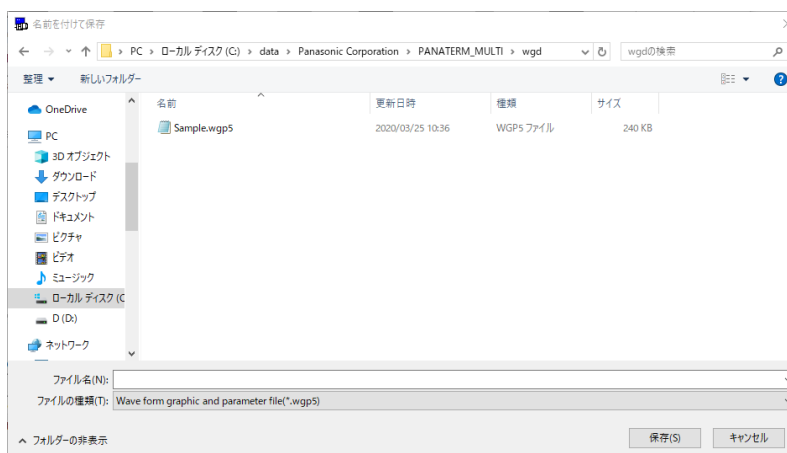 名前を付けて保存
PC › ローカル ディスク (C:) › data › Panasonic Corporation › PANATERM_MULTI › wgd
wgdの検索
整理 新しいフォルダー
名前 更新日時 種類 サイズ
Sample.wgp5 2020/03/25 10:36 WGP5 ファイル 240 KB
OneDrive
PC
3D オブジェクト
ダウンロード
デスクトップ
ドキュメント
ピクチャ
ビデオ
ミュージック
ローカル ディスク (C
D (D:)
ネットワーク
ファイル名(N):
ファイルの種類(T): Wave form graphic and parameter file(*.wgp5)
フォルダーの非表示
保存(S) キャンセル